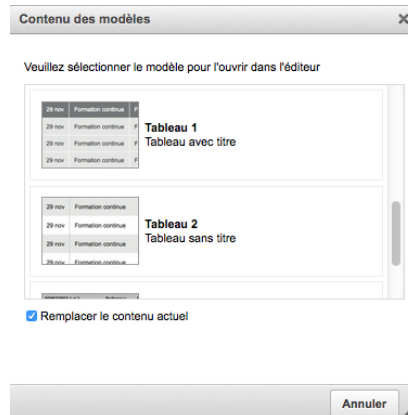 Contenu des modèles
Veuillez sélectionner le modèle pour l'ouvrir dans l'éditeur
29 nov Formation continue F
29 nov Formation continue F
29 nov Formation continue F
29 nov Formation continue F
Tableau 1
Tableau avec titre
29 nov Formation continue
29 nov Formation continue
29 nov Formation continue
29 nov Formation continue
Tableau 2
Tableau sans titre
Remplacer le contenu actuel
Annuler